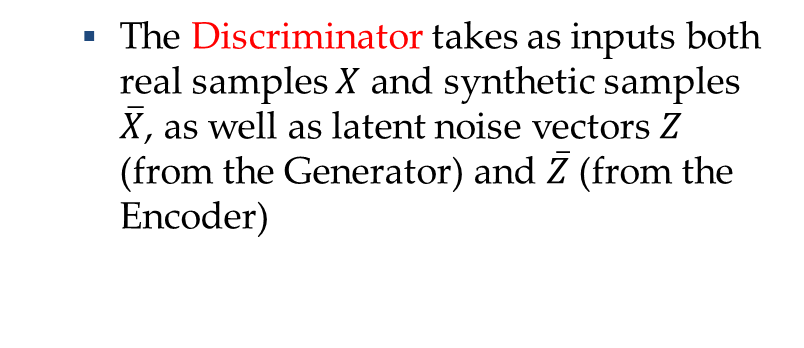 ▪ The Discriminator takes as inputs both
real samples X and synthetic samples
X̄, as well as latent noise vectors Z
(from the Generator) and Z̄ (from the
Encoder)